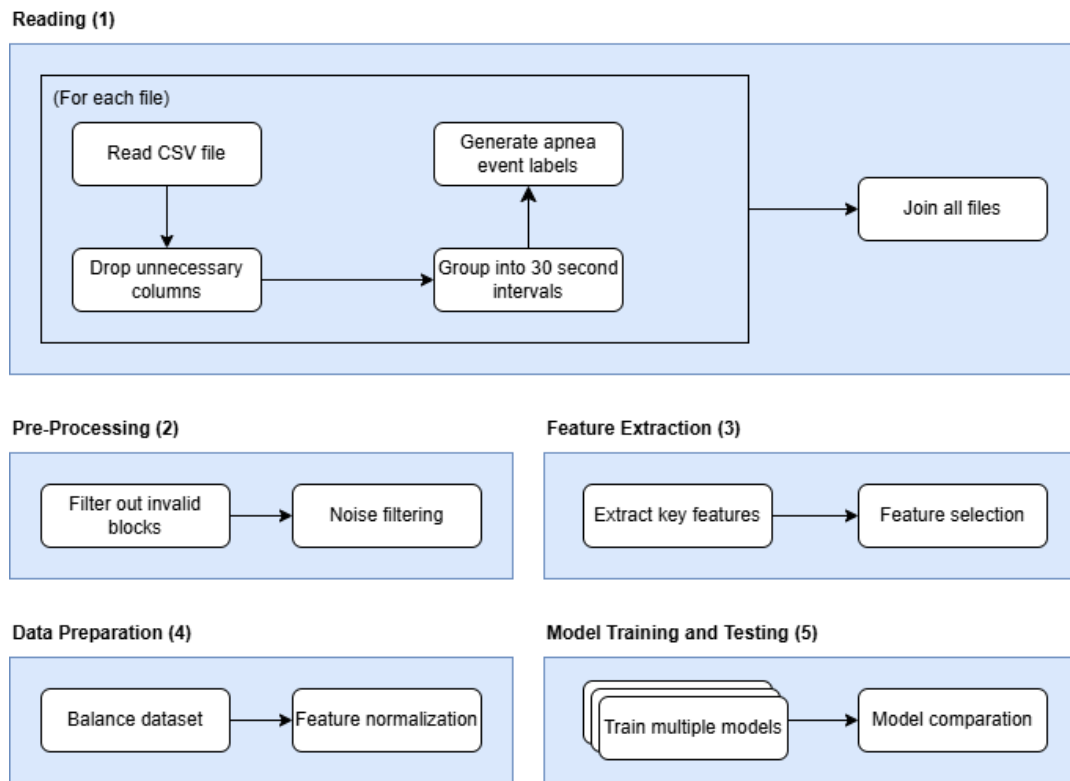 Reading (1)
(For each file)
Read CSV file
Drop unnecessary
columns
Group into 30 second
intervals
Generate apnea
event labels
Join all files
Pre-Processing (2)
Filter out invalid
blocks
Noise filtering
Feature Extraction (3)
Extract key features
Feature selection
Data Preparation (4)
Balance dataset
Feature normalization
Model Training and Testing (5)
Train multiple models
Model comparation